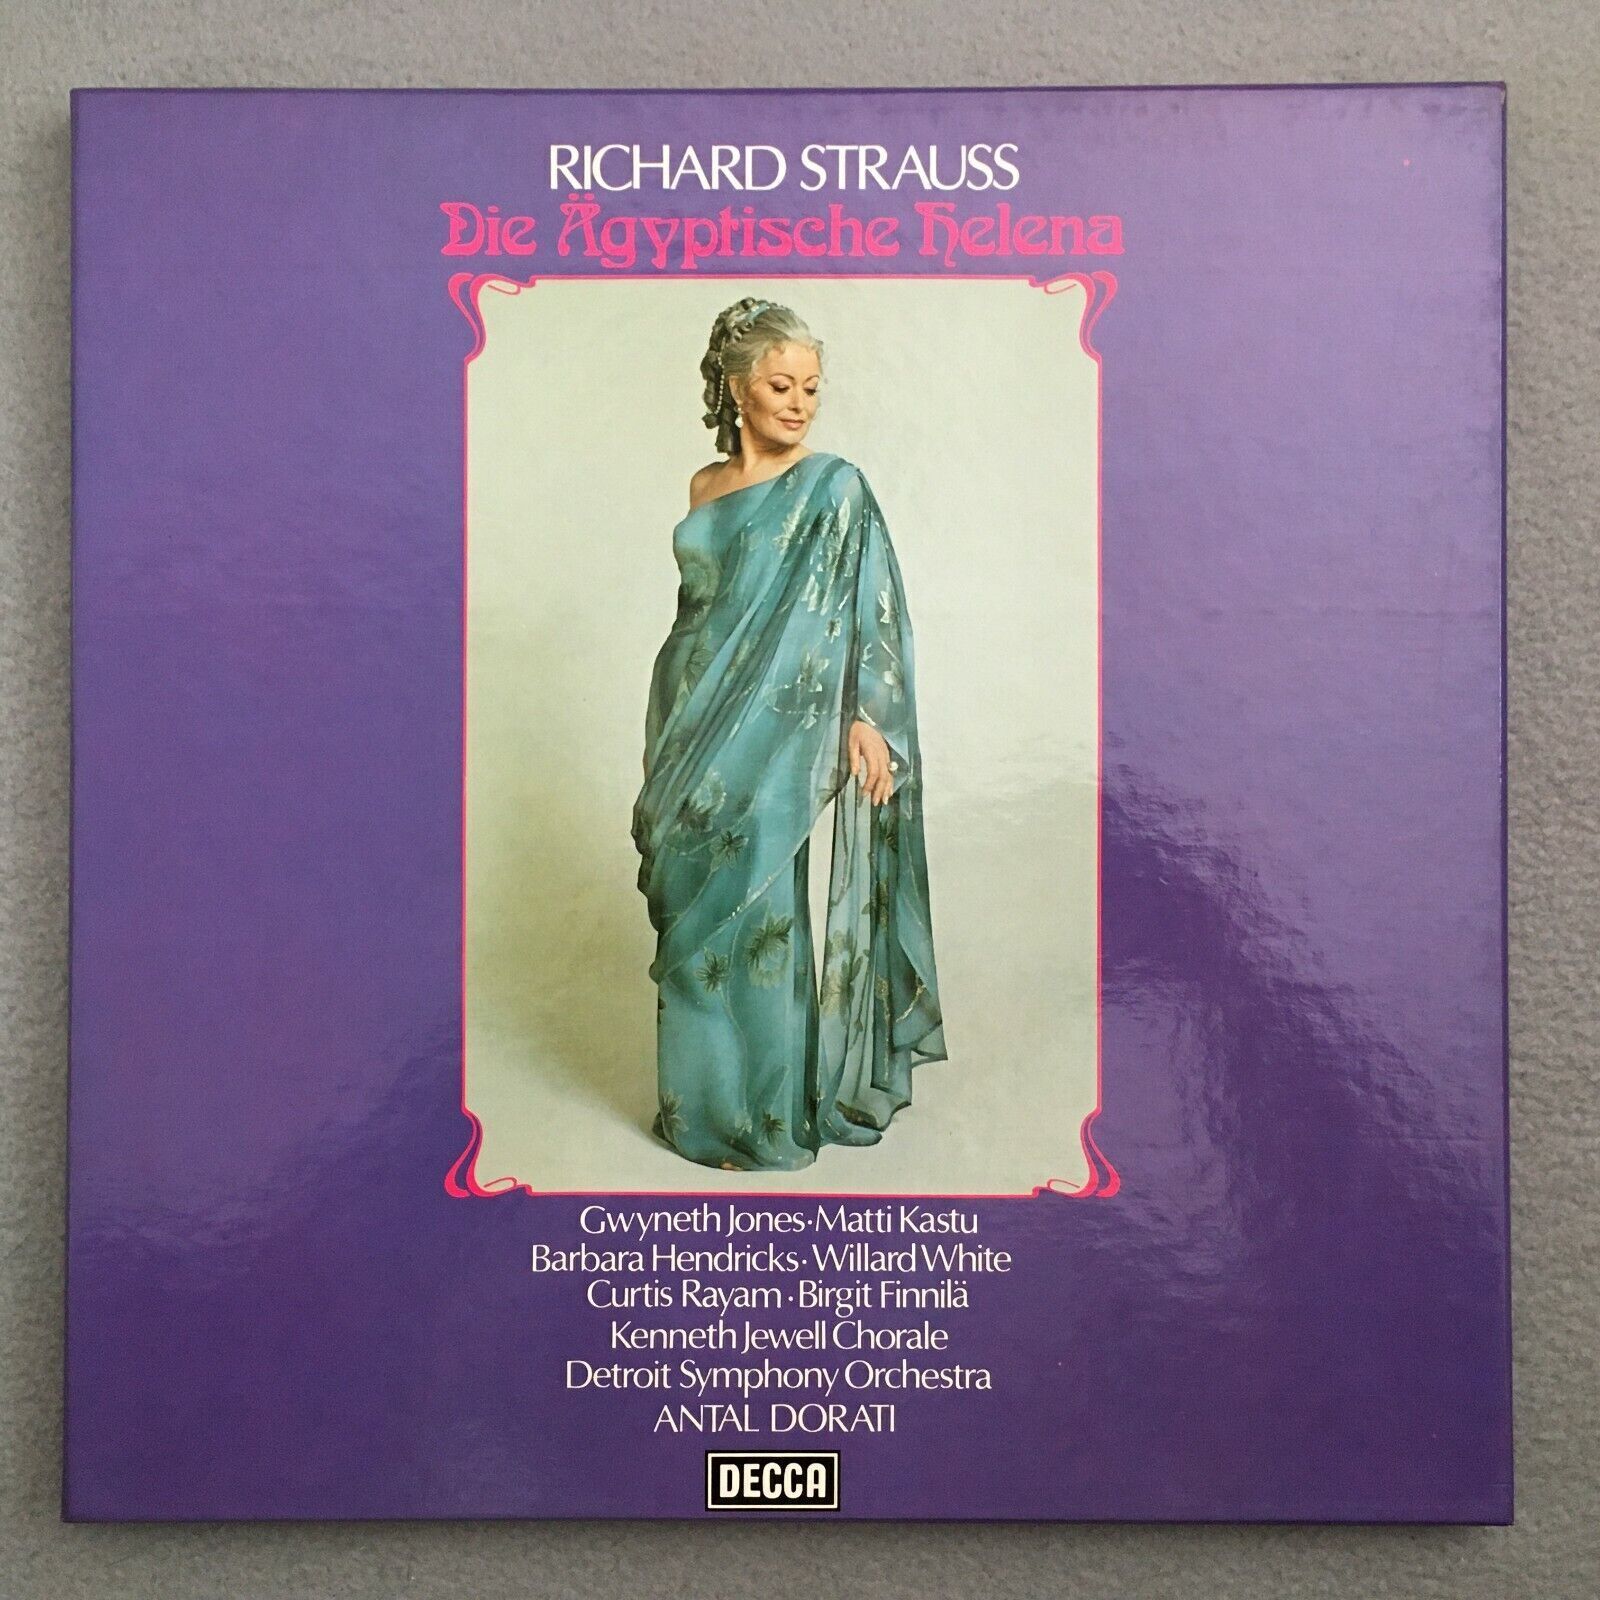 RICHARD STRAUSS
Die Ägyptische Helena
Gwyneth Jones·Matti Kastu
Barbara Hendricks·Willard White
Curtis Rayam·Birgit Finnilä
Kenneth Jewell Chorale
Detroit Symphony Orchestra
ANTAL DORATI
DECCA